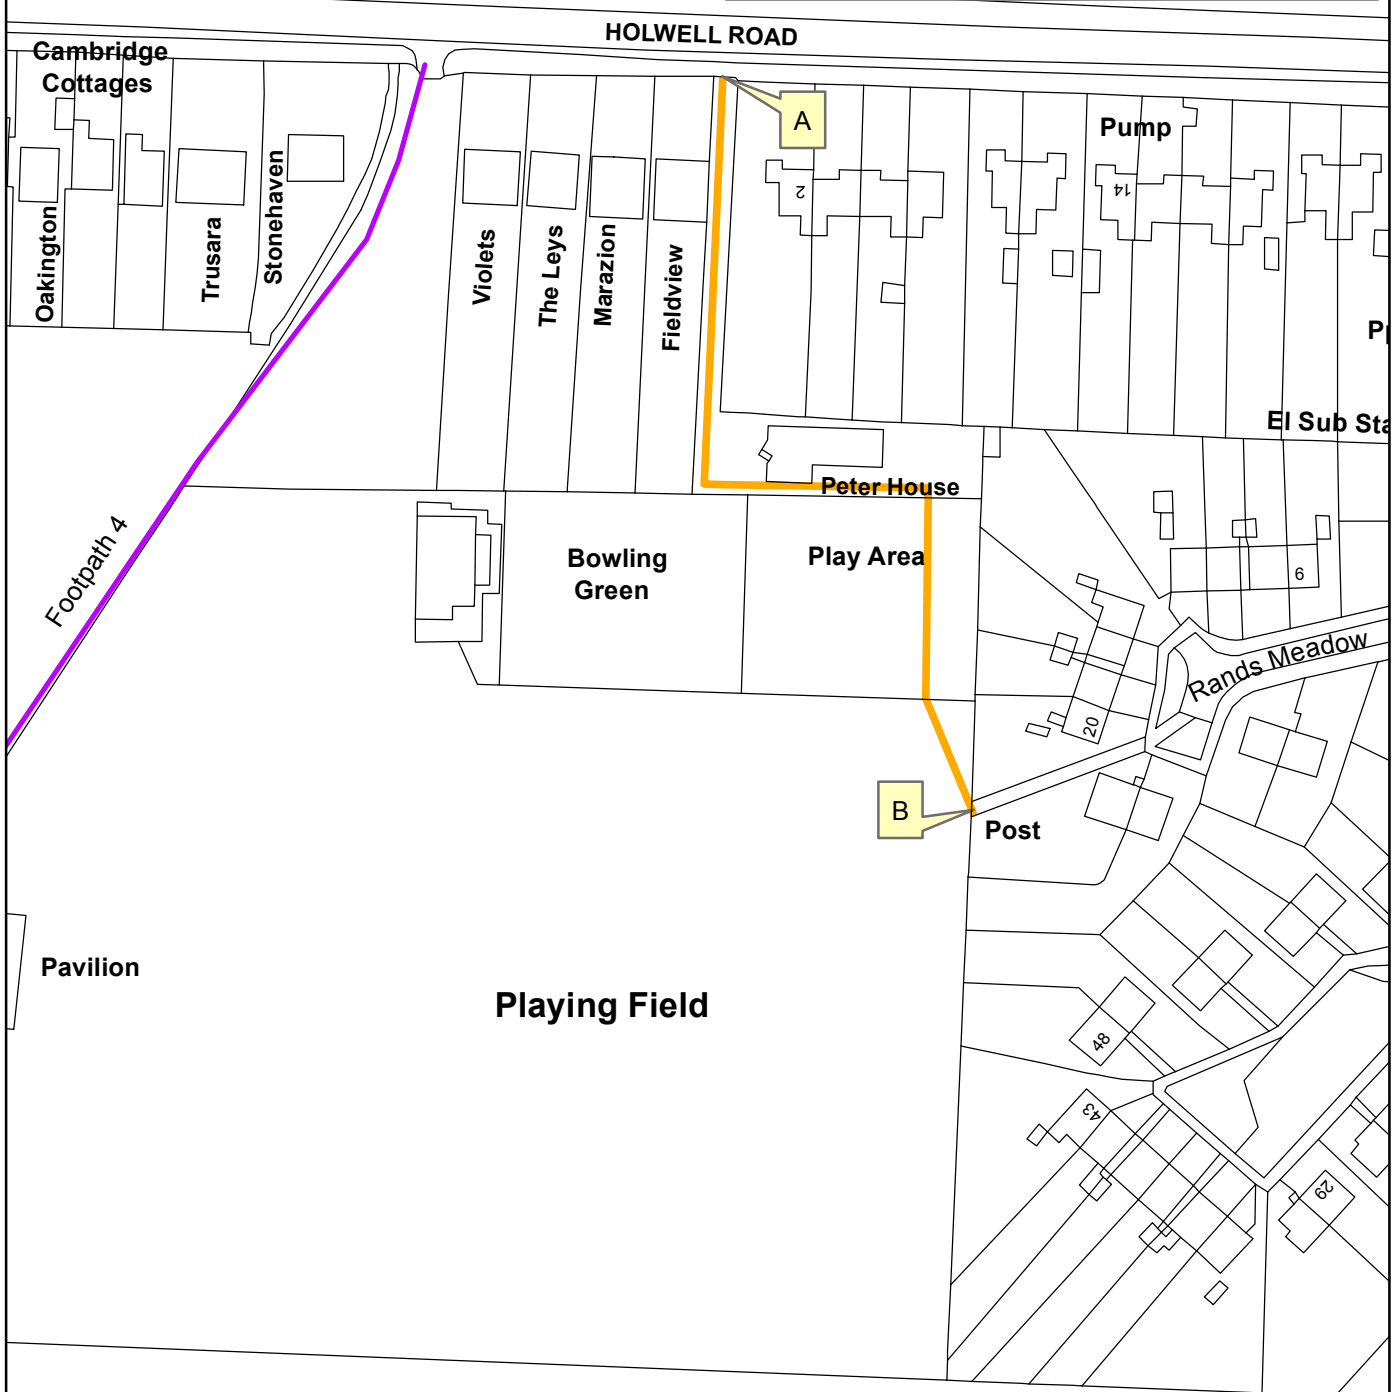 HOLWELL ROAD
Cambridge
Cottages
A
Pump
2
14
Oakington
Trusara
Stonehaven
Violets
The Leys
Marazion
Fieldview
El Sub Sta
Peter House
Footpath 4
Bowling
Green
Play Area
6
Rands Meadow
20
B
Post
Pavilion
Playing Field
48
43
29